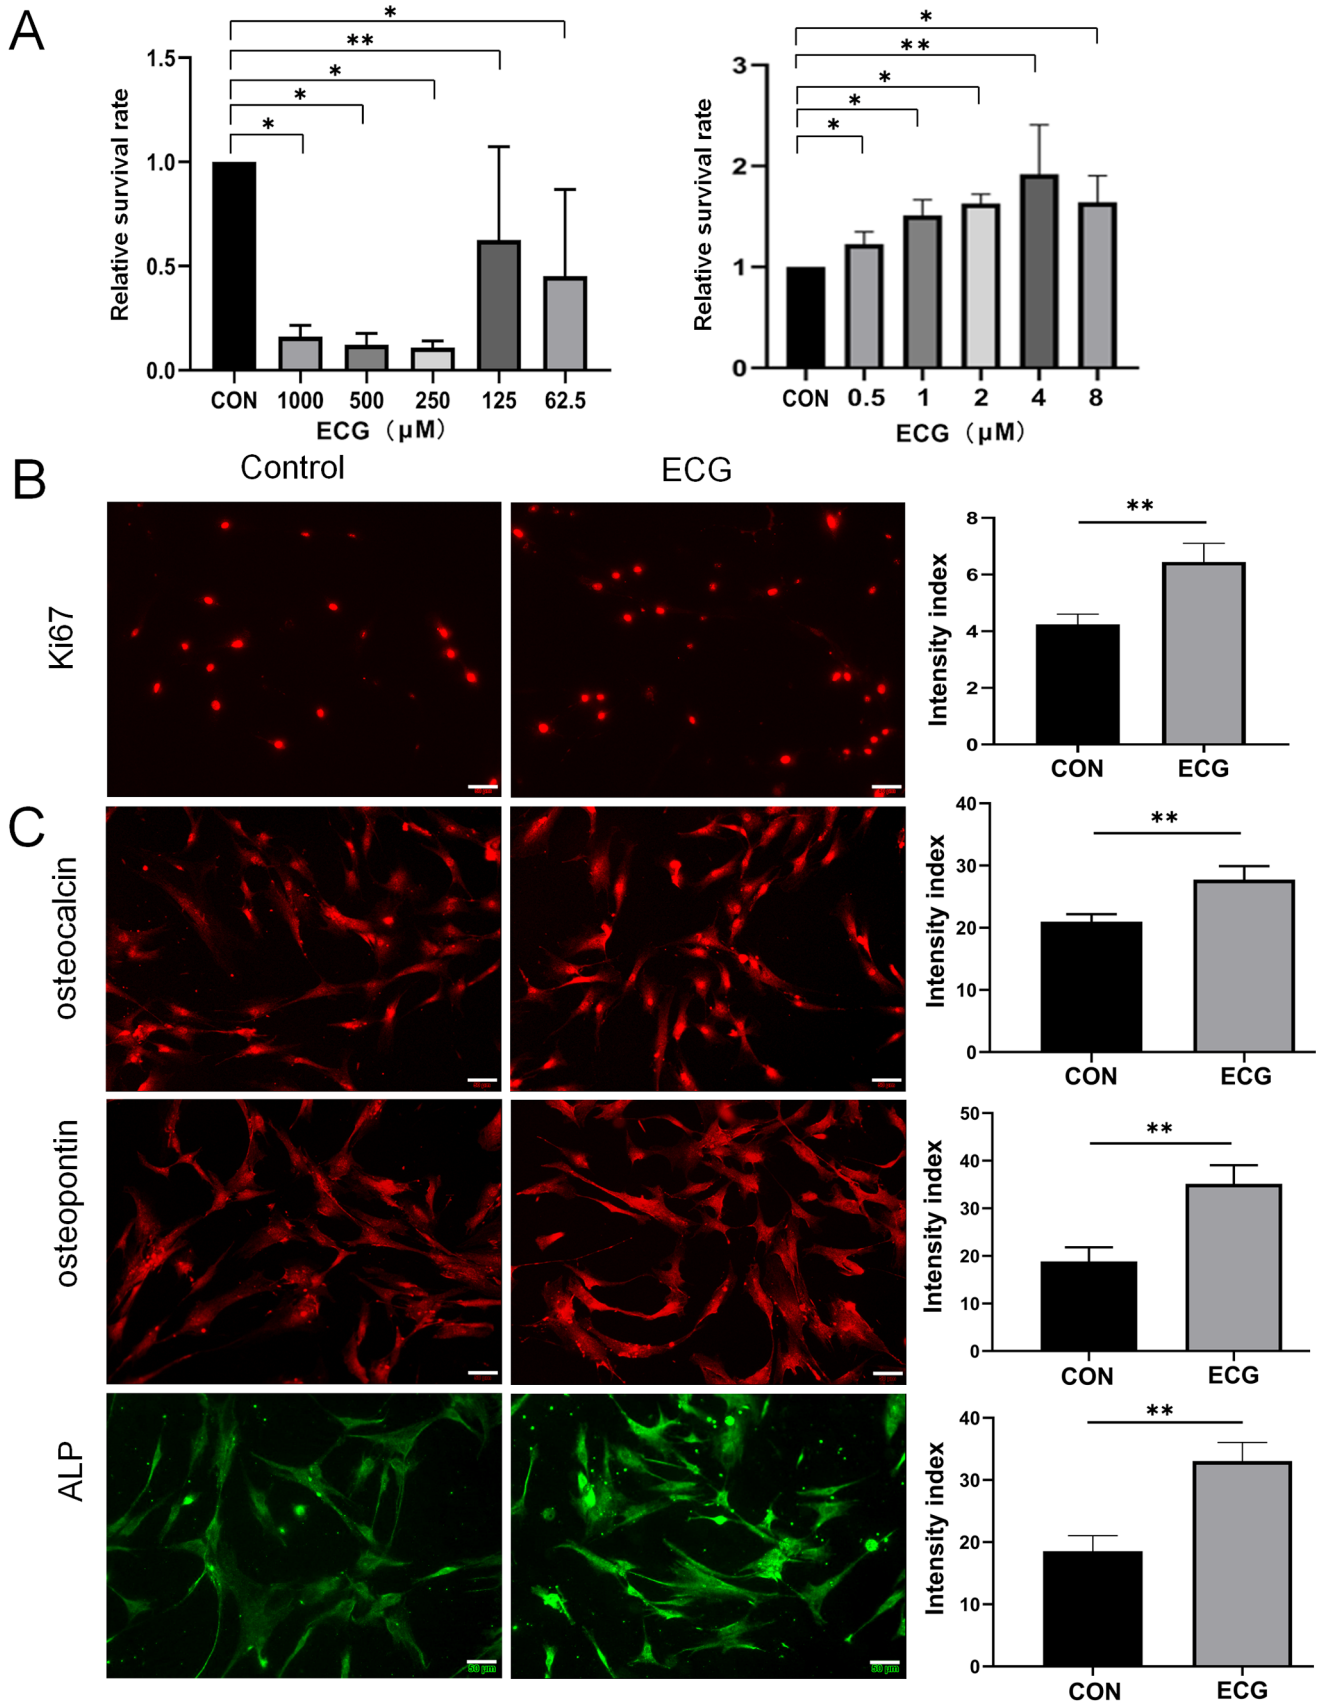 A
*
**
*
*
*
1.5
1.0
0.5
0.0
Relative survival rate
CON 1000 500 250 125 62.5
ECG (μM)
*
**
*
*
*
3
2
1
0
Relative survival rate
CON 0.5 1 2 4 8
ECG (μM)
B
Control ECG
Ki67
**
8
6
4
2
0
Intensity index
CON ECG
C
osteocalcin
**
40
30
20
10
0
Intensity index
CON ECG
osteopontin
**
50
40
30
20
10
0
Intensity index
CON ECG
ALP
50 μm
50 μm
**
40
30
20
10
0
Intensity index
CON ECG